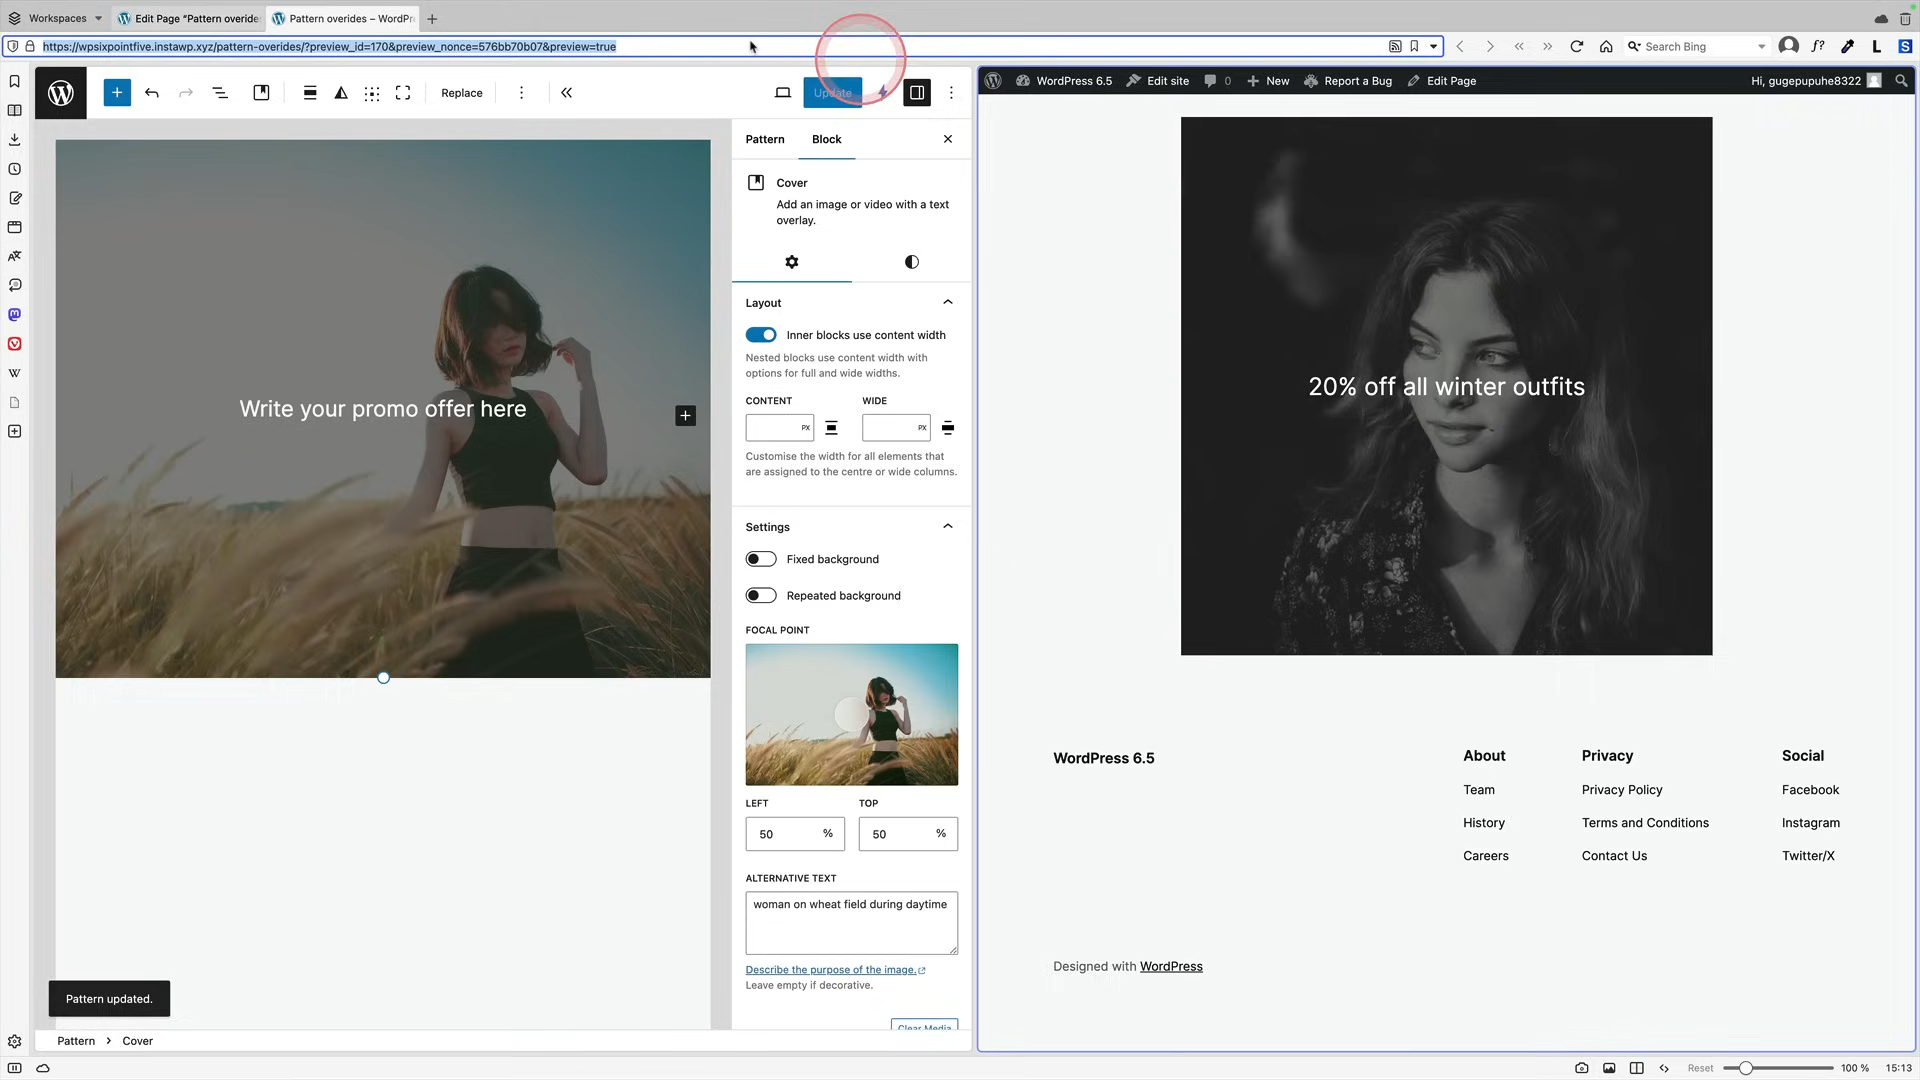 Workspaces
Edit Page “Pattern overide
Pattern overides – WordPr
https://wpsixpointfive.instawp.xyz/pattern-overides/?preview_id=170&preview_nonce=576bb70b07&preview=true
Search Bing
f?
L
S
Replace
Update
WordPress 6.5
Edit site
0
New
Report a Bug
Edit Page
Hi, gugepupuhe8322
Pattern
Block
Cover
Add an image or video with a text
overlay.
Layout
Inner blocks use content width
Nested blocks use content width with
options for full and wide widths.
CONTENT
WIDE
PX
PX
Customise the width for all elements that
are assigned to the centre or wide columns.
Settings
Fixed background
Repeated background
FOCAL POINT
LEFT
TOP
50
%
50
%
ALTERNATIVE TEXT
woman on wheat field during daytime
Describe the purpose of the image.
Leave empty if decorative.
Clear Media
Write your promo offer here
Pattern updated.
Pattern
Cover
20% off all winter outfits
WordPress 6.5
About
Privacy
Social
Team
Privacy Policy
Facebook
History
Terms and Conditions
Instagram
Careers
Contact Us
Twitter/X
Designed with WordPress
Reset
100 %
15:13